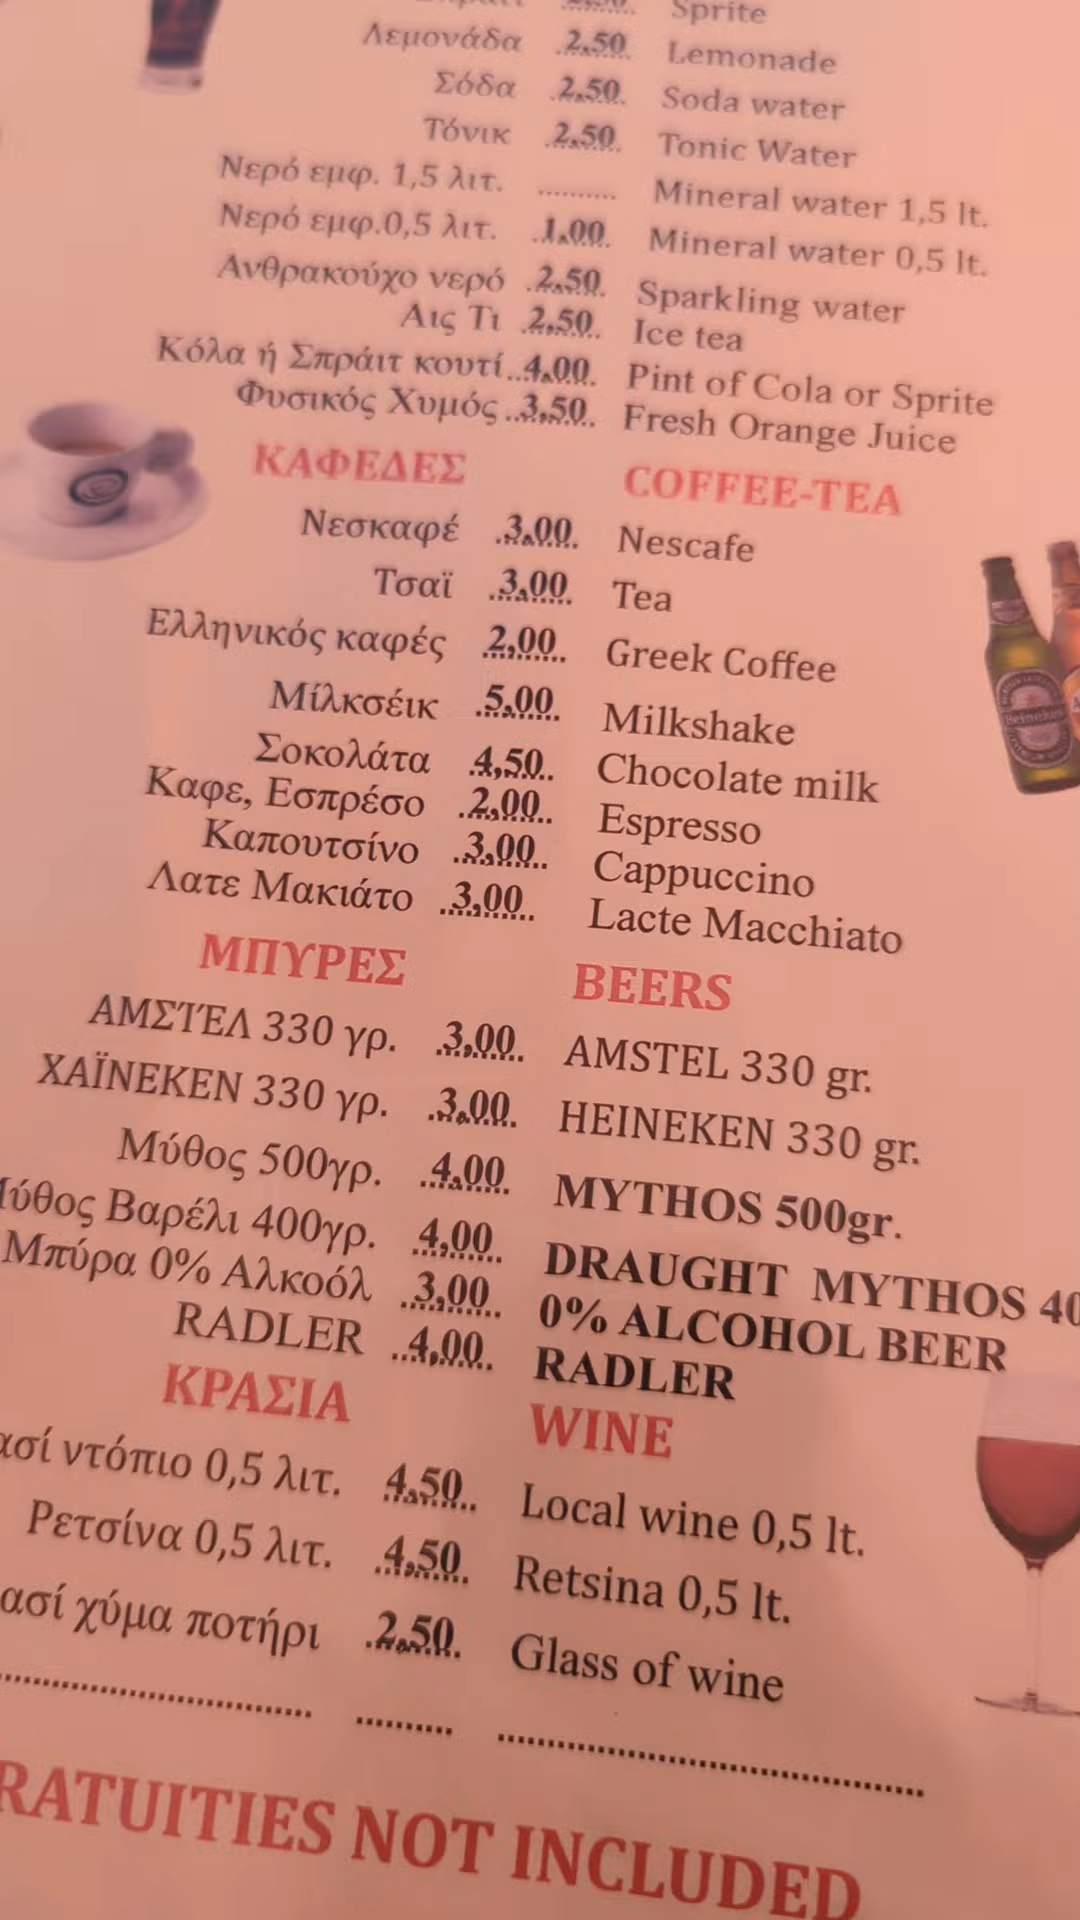 Sprite
Λεμονάδα 2,50 Lemonade
Σόδα 2,50 Soda water
Τόνικ 2,50 Tonic Water
Νερό εμφ. 1,5 λιτ. .......... Mineral water 1,5 lt.
Νερό εμφ.0,5 λιτ. 1,00 Mineral water 0,5 lt.
Ανθρακούχο νερό 2,50 Sparkling water
Αις Τι 2,50 Ice tea
Κόλα ή Σπράιτ κουτί 4,00 Pint of Cola or Sprite
Φυσικός Χυμός 3,50 Fresh Orange Juice
ΚΑΦΕΔΕΣ COFFEE-TEA
Νεσκαφέ 3,00 Nescafe
Τσαϊ 3,00 Tea
Ελληνικός καφές 2,00 Greek Coffee
Μίλκσέικ 5,00 Milkshake
Σοκολάτα 4,50 Chocolate milk
Καφε, Εσπρέσο 2,00 Espresso
Καπουτσίνο 3,00 Cappuccino
Λατε Μακιάτο 3,00 Lacte Macchiato
Heineken
ΜΠΥΡΕΣ BEERS
ΑΜΣΤΈΛ 330 γρ. 3,00 AMSTEL 330 gr.
ΧΑΪΝΕΚΕΝ 330 γρ. 3,00 HEINEKEN 330 gr.
Μύθος 500γρ. 4,00 MYTHOS 500gr.
ύθος Βαρέλι 400γρ. 4,00 DRAUGHT MYTHOS 40
Μπύρα 0% Αλκοόλ 3,00 0% ALCOHOL BEER
RADLER 4,00 RADLER
ΚΡΑΣΙΑ WINE
ασί ντόπιο 0,5 λιτ. 4,50 Local wine 0,5 lt.
Ρετσίνα 0,5 λιτ. 4,50 Retsina 0,5 lt.
ασί χύμα ποτήρι 2,50 Glass of wine
RATUITIES NOT INCLUDED